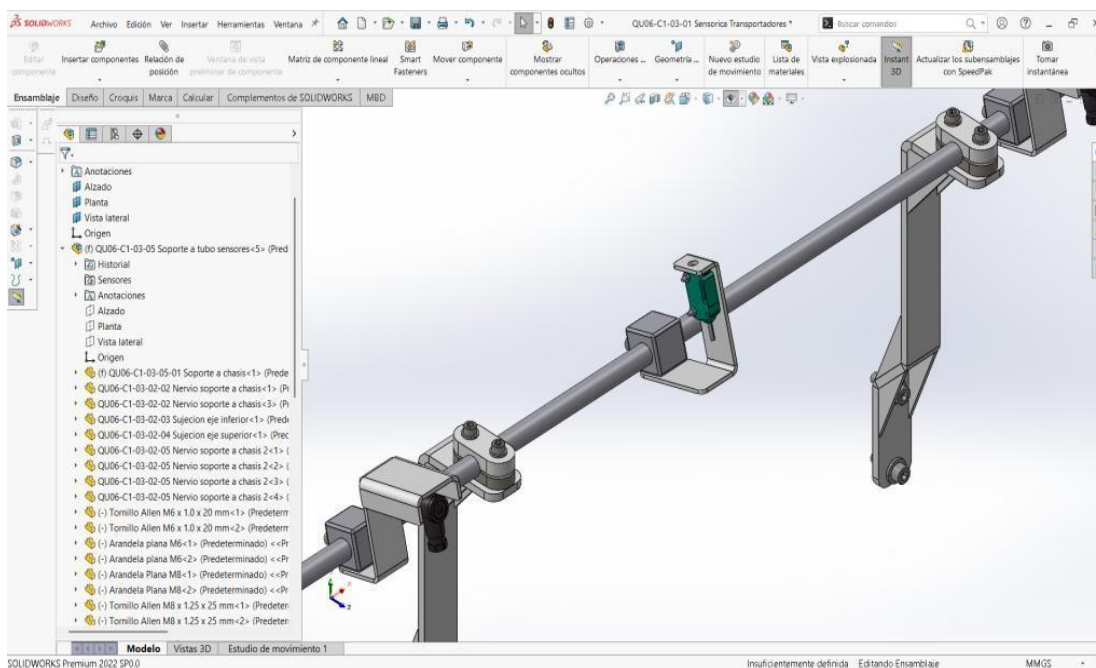 SOLIDWORKS Archivo Edición Ver Insertar Herramientas Ventana QU06-C1-03-01 Sensorica Transportadores * Buscar comandos
Editar componente
Insertar componentes
Relación de posición
Ventana de vista preliminar de componente
Matriz de componente lineal
Smart Fasteners
Mover componente
Mostrar componentes ocultos
Operaciones ...
Geometría ...
Nuevo estudio de movimiento
Lista de materiales
Vista explosionada
Instant 3D
Actualizar los subensamblajes con SpeedPak
Tomar instantánea
Ensamblaje Diseño Croquis Marca Calcular Complementos de SOLIDWORKS MBD
Anotaciones
Alzado
Planta
Vista lateral
Origen
(f) QU06-C1-03-05 Soporte a tubo sensores<5> (Pred
Historial
Sensores
Anotaciones
Alzado
Planta
Vista lateral
Origen
(f) QU06-C1-03-05-01 Soporte a chasis<1> (Prede
QU06-C1-03-02-02 Nervio soporte a chasis<1> (Pr
QU06-C1-03-02-02 Nervio soporte a chasis<3> (Pr
QU06-C1-03-02-03 Sujecion eje inferior<1> (Prede
QU06-C1-03-02-04 Sujecion eje superior<1> (Prec
QU06-C1-03-02-05 Nervio soporte a chasis 2<1> (
QU06-C1-03-02-05 Nervio soporte a chasis 2<2> (
QU06-C1-03-02-05 Nervio soporte a chasis 2<3> (
QU06-C1-03-02-05 Nervio soporte a chasis 2<4> (
(-) Tornillo Allen M6 x 1.0 x 20 mm<1> (Predeterm
(-) Tornillo Allen M6 x 1.0 x 20 mm<2> (Predeterm
(-) Arandela plana M6<1> (Predeterminado) <<Pr
(-) Arandela plana M6<2> (Predeterminado) <<Pr
(-) Arandela Plana M8<1> (Predeterminado) <<Pr
(-) Arandela Plana M8<2> (Predeterminado) <<Pr
(-) Tornillo Allen M8 x 1.25 x 25 mm<1> (Predeter
(-) Tornillo Allen M8 x 1.25 x 25 mm<2> (Predeter
Modelo Vistas 3D Estudio de movimiento 1
SOLIDWORKS Premium 2022 SP0.0 Insuficientemente definida Editando Ensamblaje MMGS